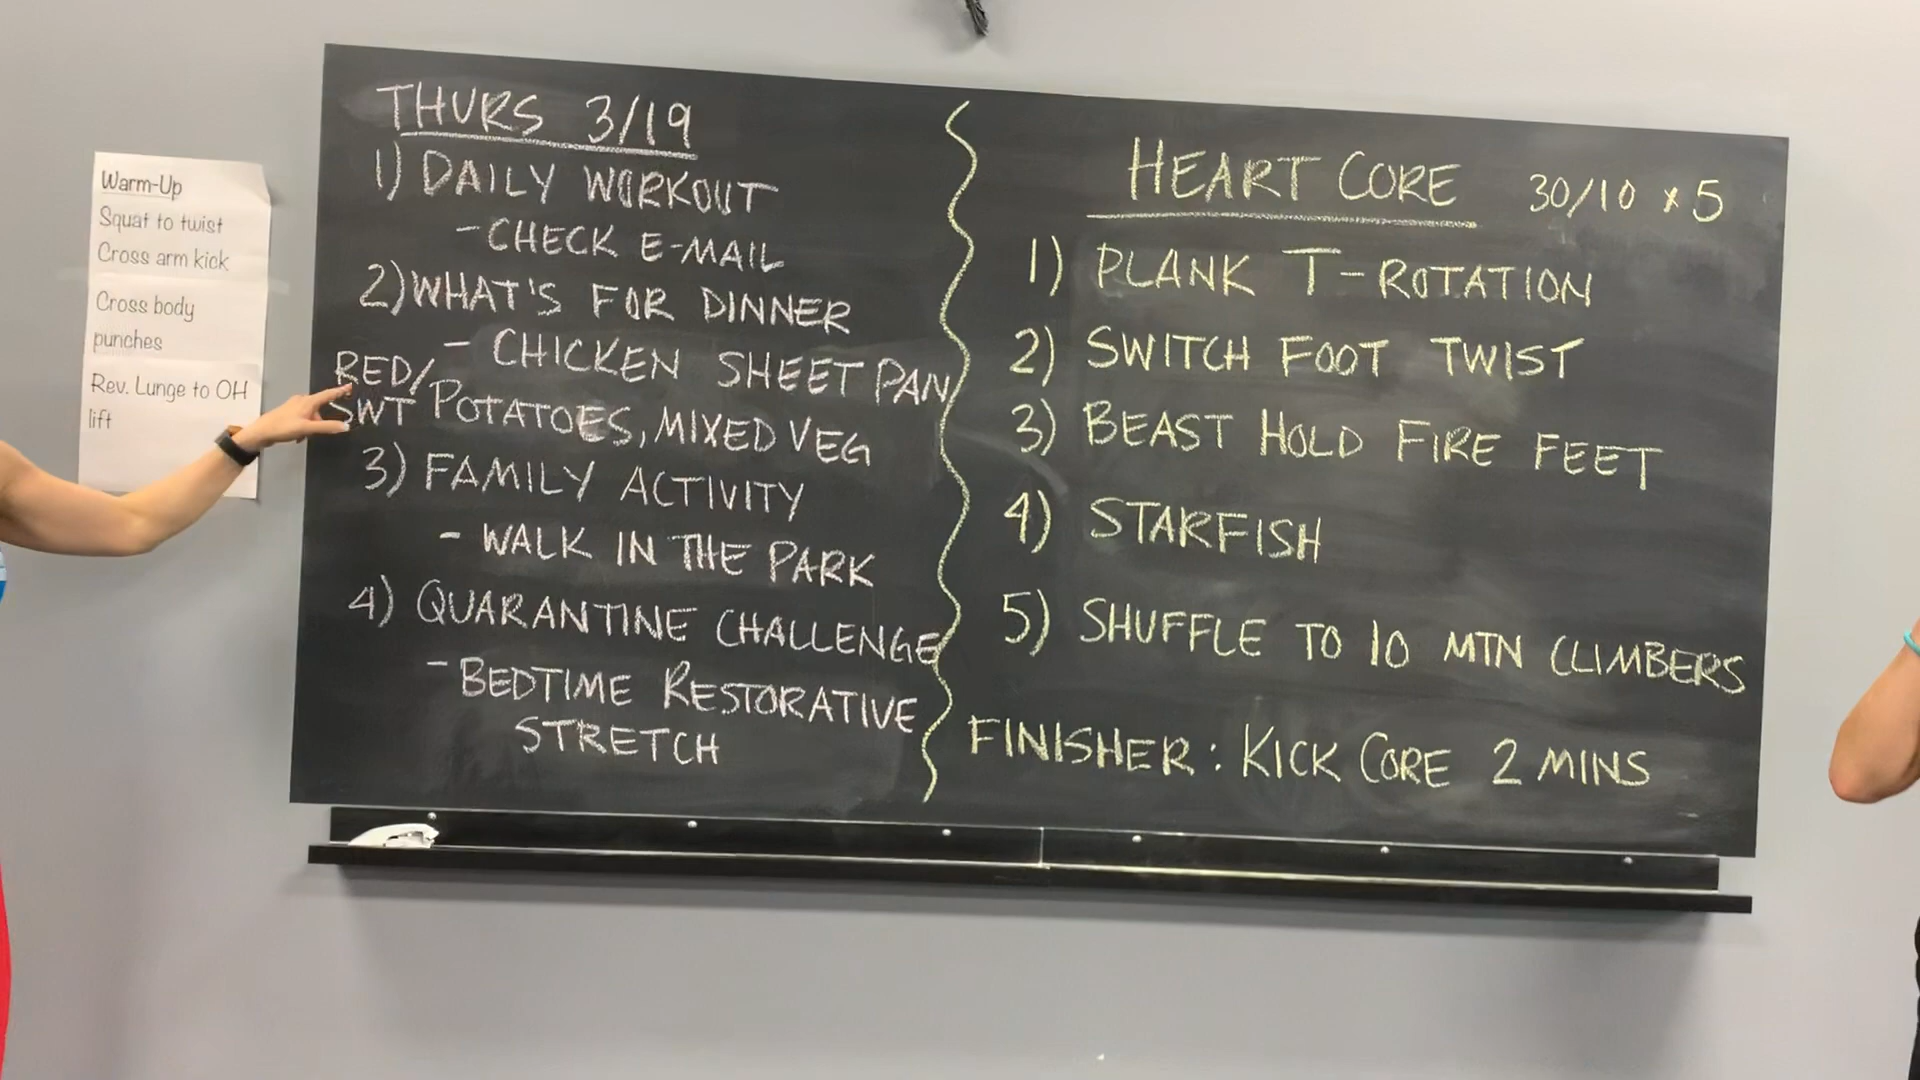 Warm-Up
Squat to twist
Cross arm kick
Cross body
punches
Rev. Lunge to OH
lift
THURS 3/19
1) DAILY WORKOUT
- CHECK E-MAIL
2) WHAT'S FOR DINNER
- CHICKEN SHEET PAN
RED/
SWT POTATOES, MIXED VEG
3) FAMILY ACTIVITY
- WALK IN THE PARK
4) QUARANTINE CHALLENGE
- BEDTIME RESTORATIVE
STRETCH
HEART CORE 30/10 x 5
1) PLANK T-ROTATION
2) SWITCH FOOT TWIST
3) BEAST HOLD FIRE FEET
4) STARFISH
5) SHUFFLE TO 10 MTN CLIMBERS
FINISHER: KICK CORE 2 MINS